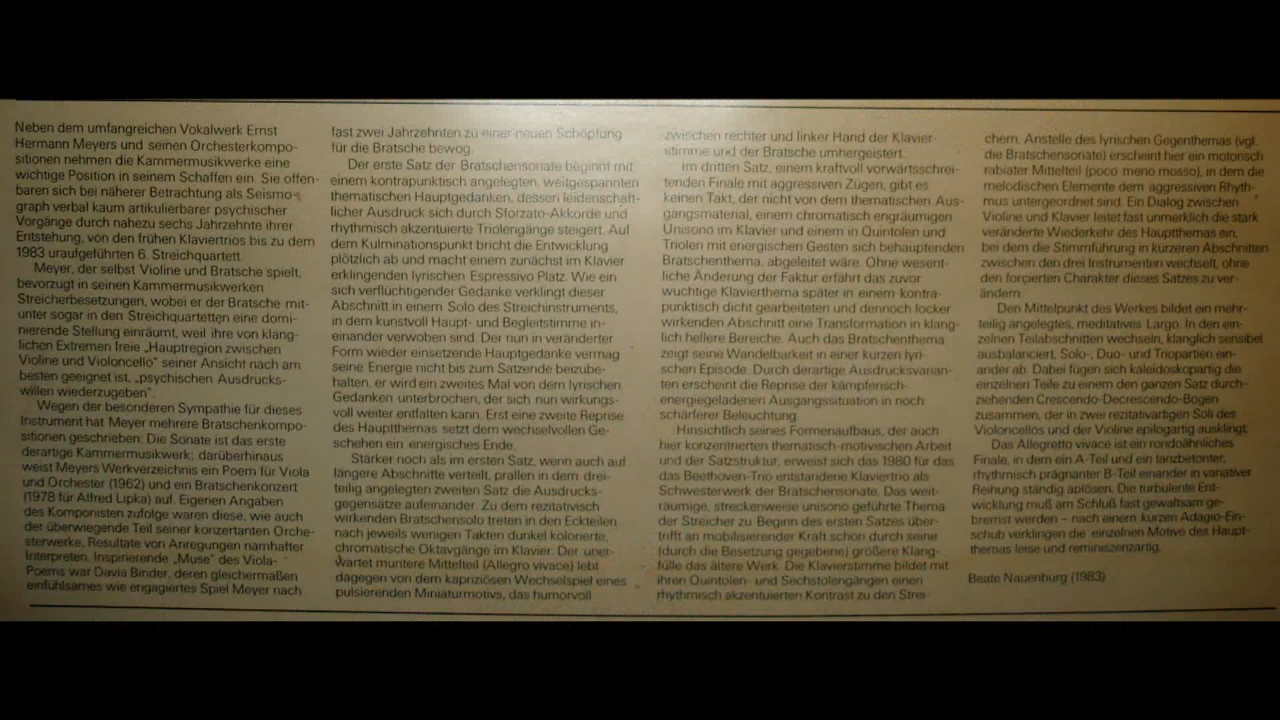 Neben dem umfangreichen Vokalwerk Ernst
Hermann Meyers und seinen Orchesterkompo-
sitionen nehmen die Kammermusikwerke eine
wichtige Position in seinem Schaffen ein. Sie offen-
baren sich bei näherer Betrachtung als Seismo-
graph verbal kaum artikulierbarer psychischer
Vorgänge durch nahezu sechs Jahrzehnte ihrer
Entstehung, von den frühen Klaviertrios bis zu dem
1983 uraufgeführten 6. Streichquartett.
Meyer, der selbst Violine und Bratsche spielt,
bevorzugt in seinen Kammermusikwerken
Streicherbesetzungen, wobei er der Bratsche mit-
unter sogar in den Streichquartetten eine domi-
nierende Stellung einräumt, weil ihre von klang-
lichen Extremen freie „Hauptregion zwischen
Violine und Violoncello" seiner Ansicht nach am
besten geeignet ist, „psychischen Ausdrucks-
willen wiederzugeben".
Wegen der besonderen Sympathie für dieses
Instrument hat Meyer mehrere Bratschenkompo-
sitionen geschrieben: Die Sonate ist das erste
derartige Kammermusikwerk; darüberhinaus
weist Meyers Werkverzeichnis ein Poem für Viola
und Orchester (1962) und ein Bratschenkonzert
(1978 für Alfred Lipka) auf. Eigenen Angaben
des Komponisten zufolge waren diese, wie auch
der überwiegende Teil seiner konzertanten Orche-
sterwerke, Resultate von Anregungen namhafter
Interpreten. Inspirierende „Muse" des Viola-
Poems war Davia Binder, deren gleichermaßen
einfühlsames wie engagiertes Spiel Meyer nach
fast zwei Jahrzehnten zu einer neuen Schöpfung
für die Bratsche bewog.
Der erste Satz der Bratschensonate beginnt mit
einem kontrapunktisch angelegten, weitgespannten
thematischen Hauptgedanken, dessen leidenschaft-
licher Ausdruck sich durch Sforzato-Akkorde und
rhythmisch akzentuierte Triolengänge steigert. Auf
dem Kulminationspunkt bricht die Entwicklung
plötzlich ab und macht einem zunächst im Klavier
erklingenden lyrischen Espressivo Platz. Wie ein
sich verflüchtigender Gedanke verklingt dieser
Abschnitt in einem Solo des Streichinstruments,
in dem kunstvoll Haupt- und Begleitstimme in-
einander verwoben sind. Der nun in veränderter
Form wieder einsetzende Hauptgedanke vermag
seine Energie nicht bis zum Satzende beizube-
halten, er wird ein zweites Mal von dem lyrischen
Gedanken unterbrochen, der sich nun wirkungs-
voll weiter entfalten kann. Erst eine zweite Reprise
des Hauptthemas setzt dem wechselvollen Ge-
schehen ein energisches Ende.
Stärker noch als im ersten Satz, wenn auch auf
längere Abschnitte verteilt, prallen in dem drei-
teilig angelegten zweiten Satz die Ausdrucks-
gegensätze aufeinander. Zu dem rezitativisch
wirkenden Bratschensolo treten in den Eckteilen
nach jeweils wenigen Takten dunkel kolorierte,
chromatische Oktavgänge im Klavier. Der uner-
wartet muntere Mittelteil (Allegro vivace) lebt
dagegen von dem kapriziösen Wechselspiel eines
pulsierenden Miniaturmotivs, das humorvoll
zwischen rechter und linker Hand der Klavier-
stimme und der Bratsche umhergeistert.
Im dritten Satz, einem kraftvoll vorwärtsschrei-
tenden Finale mit aggressiven Zügen, gibt es
keinen Takt, der nicht von dem thematischen Aus-
gangsmaterial, einem chromatisch engräumigen
Unisono im Klavier und einem in Quintolen und
Triolen mit energischen Gesten sich behauptenden
Bratschenthema, abgeleitet wäre. Ohne wesent-
liche Änderung der Faktur erfährt das zuvor
wuchtige Klavierthema später in einem kontra-
punktisch dicht gearbeiteten und dennoch locker
wirkenden Abschnitt eine Transformation in klang-
lich hellere Bereiche. Auch das Bratschenthema
zeigt seine Wandelbarkeit in einer kurzen lyri-
schen Episode. Durch derartige Ausdrucksvarian-
ten erscheint die Reprise der kämpferisch-
energiegeladenen Ausgangssituation in noch
schärferer Beleuchtung.
Hinsichtlich seines Formenaufbaus, der auch
hier konzentrierten thematisch-motivischen Arbeit
und der Satzstruktur, erweist sich das 1980 für das
das Beethoven-Trio entstandene Klaviertrio als
Schwesterwerk der Bratschensonate. Das weit-
räumige, streckenweise unisono geführte Thema
der Streicher zu Beginn des ersten Satzes über-
trifft an mobilisierender Kraft schon durch seine
(durch die Besetzung gegebene) größere Klang-
fülle das ältere Werk. Die Klavierstimme bildet mit
ihren Quintolen- und Sechstolengängen einen
rhythmisch akzentuierten Kontrast zu den Strei-
chern. Anstelle des lyrischen Gegenthemas (vgl.
die Bratschensonate) erscheint hier ein motorisch
rabiater Mittelteil (poco meno mosso), in dem die
melodischen Elemente dem aggressiven Rhyth-
mus untergeordnet sind. Ein Dialog zwischen
Violine und Klavier leitet fast unmerklich die stark
veränderte Wiederkehr des Hauptthemas ein,
bei dem die Stimmführung in kürzeren Abschnitten
zwischen den drei Instrumenten wechselt, ohne
den forcierten Charakter dieses Satzes zu ver-
ändern.
Den Mittelpunkt des Werkes bildet ein mehr-
teilig angelegtes, meditatives Largo. In den ein-
zelnen Teilabschnitten wechseln, klanglich sensibel
ausbalanciert, Solo-, Duo- und Triopartien ein-
ander ab. Dabei fügen sich kaleidoskopartig die
einzelnen Teile zu einem den ganzen Satz durch-
ziehenden Crescendo-Decrescendo-Bogen
zusammen, der in zwei rezitativartigen Soli des
Violoncellos und der Violine epilogartig ausklingt.
Das Allegretto vivace ist ein rondoähnliches
Finale, in dem ein A-Teil und ein tanzbetonter,
rhythmisch prägnanter B-Teil einander in variativer
Reihung ständig ablösen. Die turbulente Ent-
wicklung muß am Schluß fast gewaltsam ge-
bremst werden – nach einem kurzen Adagio-Ein-
schub verklingen die einzelnen Motive des Haupt-
themas leise und reminiszenzartig.
Beate Nauenburg (1983)